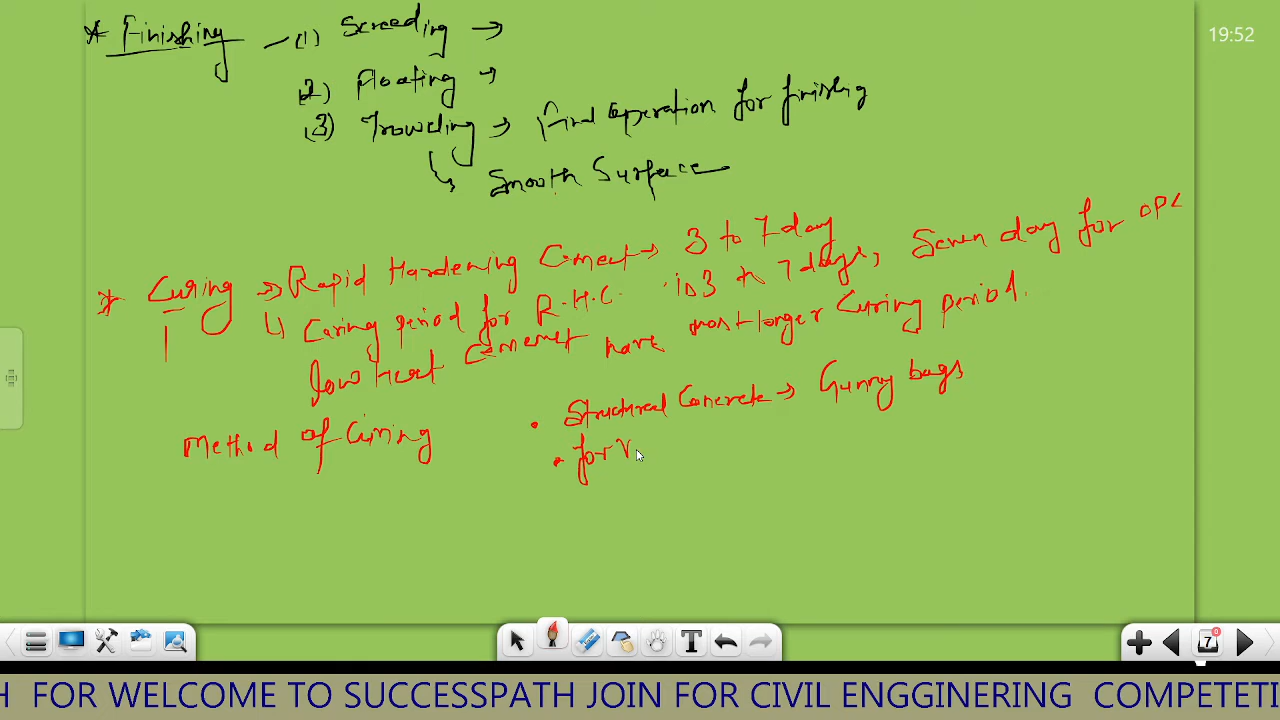 * Finishing - (1) Screeding →
19:52
(2) Floating →
(3) Troweling → Final operation for finishig
↳ Smooth Surface
* Curing → Rapid Hardening Cement → 3 to 7 day
↳ Curing period for R.H.C. is 3 to 7 days, Seven day for OPC
low Heat Cement have most longer Curing period.
Method of Curing
• Structural Concrete → Gunny bags
• for
T
7
H FOR WELCOME TO SUCCESSPATH JOIN FOR CIVIL ENGGINERING COMPETETI